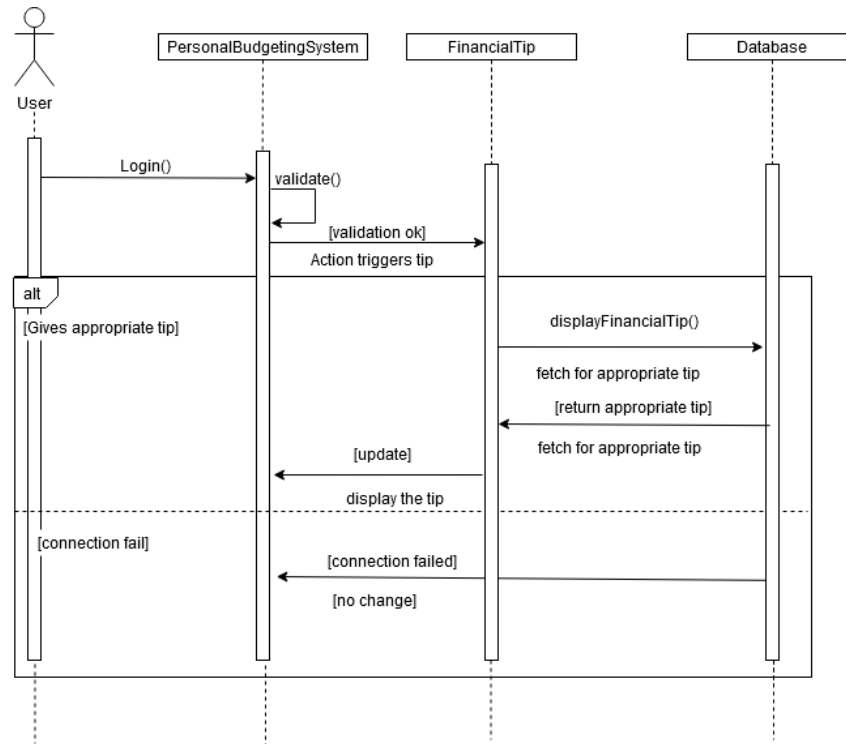 PersonalBudgetingSystem
FinancialTip
Database
User
Login()
validate()
[validation ok]
Action triggers tip
alt
[Gives appropriate tip]
displayFinancialTip()
fetch for appropriate tip
[return appropriate tip]
fetch for appropriate tip
[update]
display the tip
[connection fail]
[connection failed]
[no change]